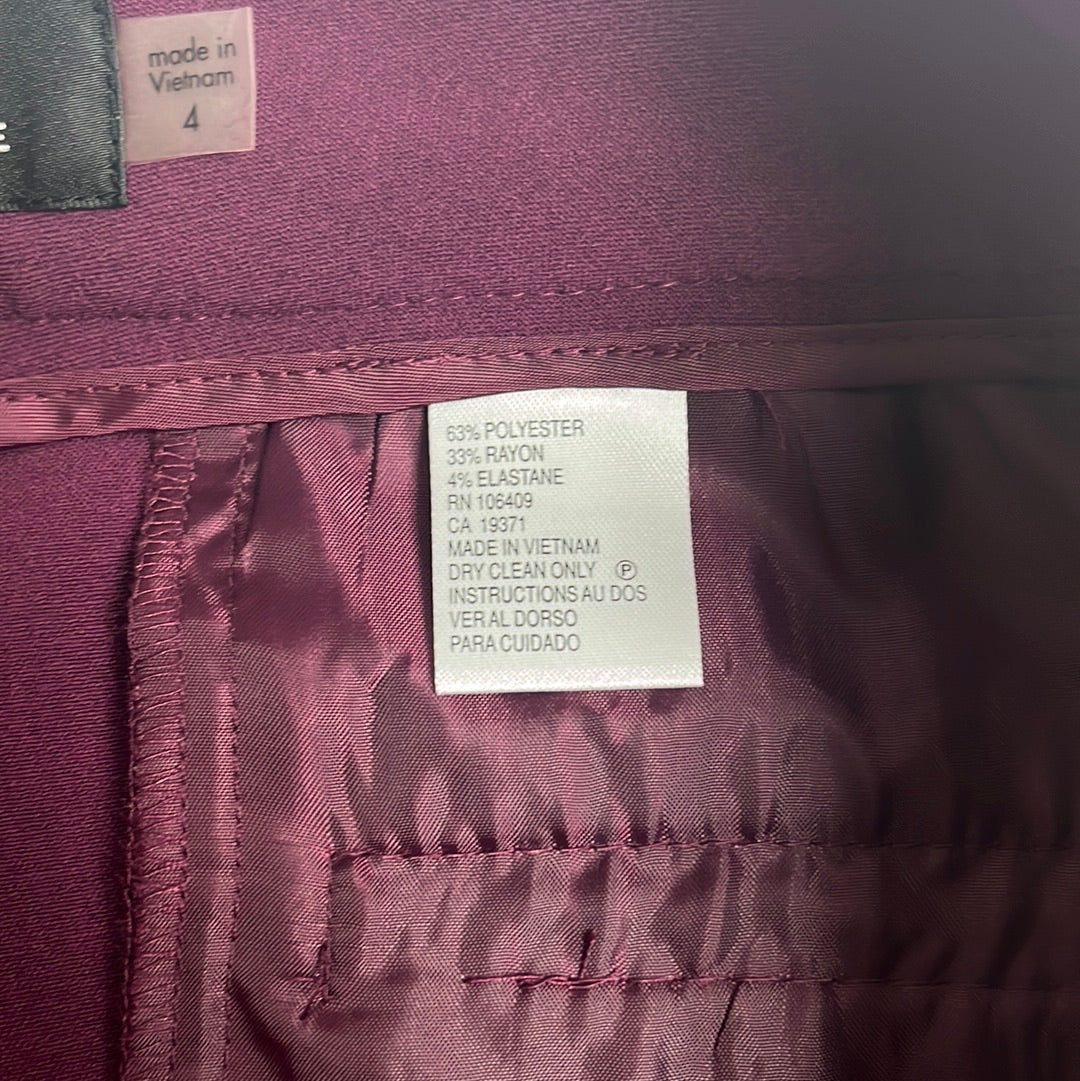 made in
Vietnam
4
E
63% POLYESTER
33% RAYON
4% ELASTANE
RN 106409
CA 19371
MADE IN VIETNAM
DRY CLEAN ONLY Ⓟ
INSTRUCTIONS AU DOS
VER AL DORSO
PARA CUIDADO